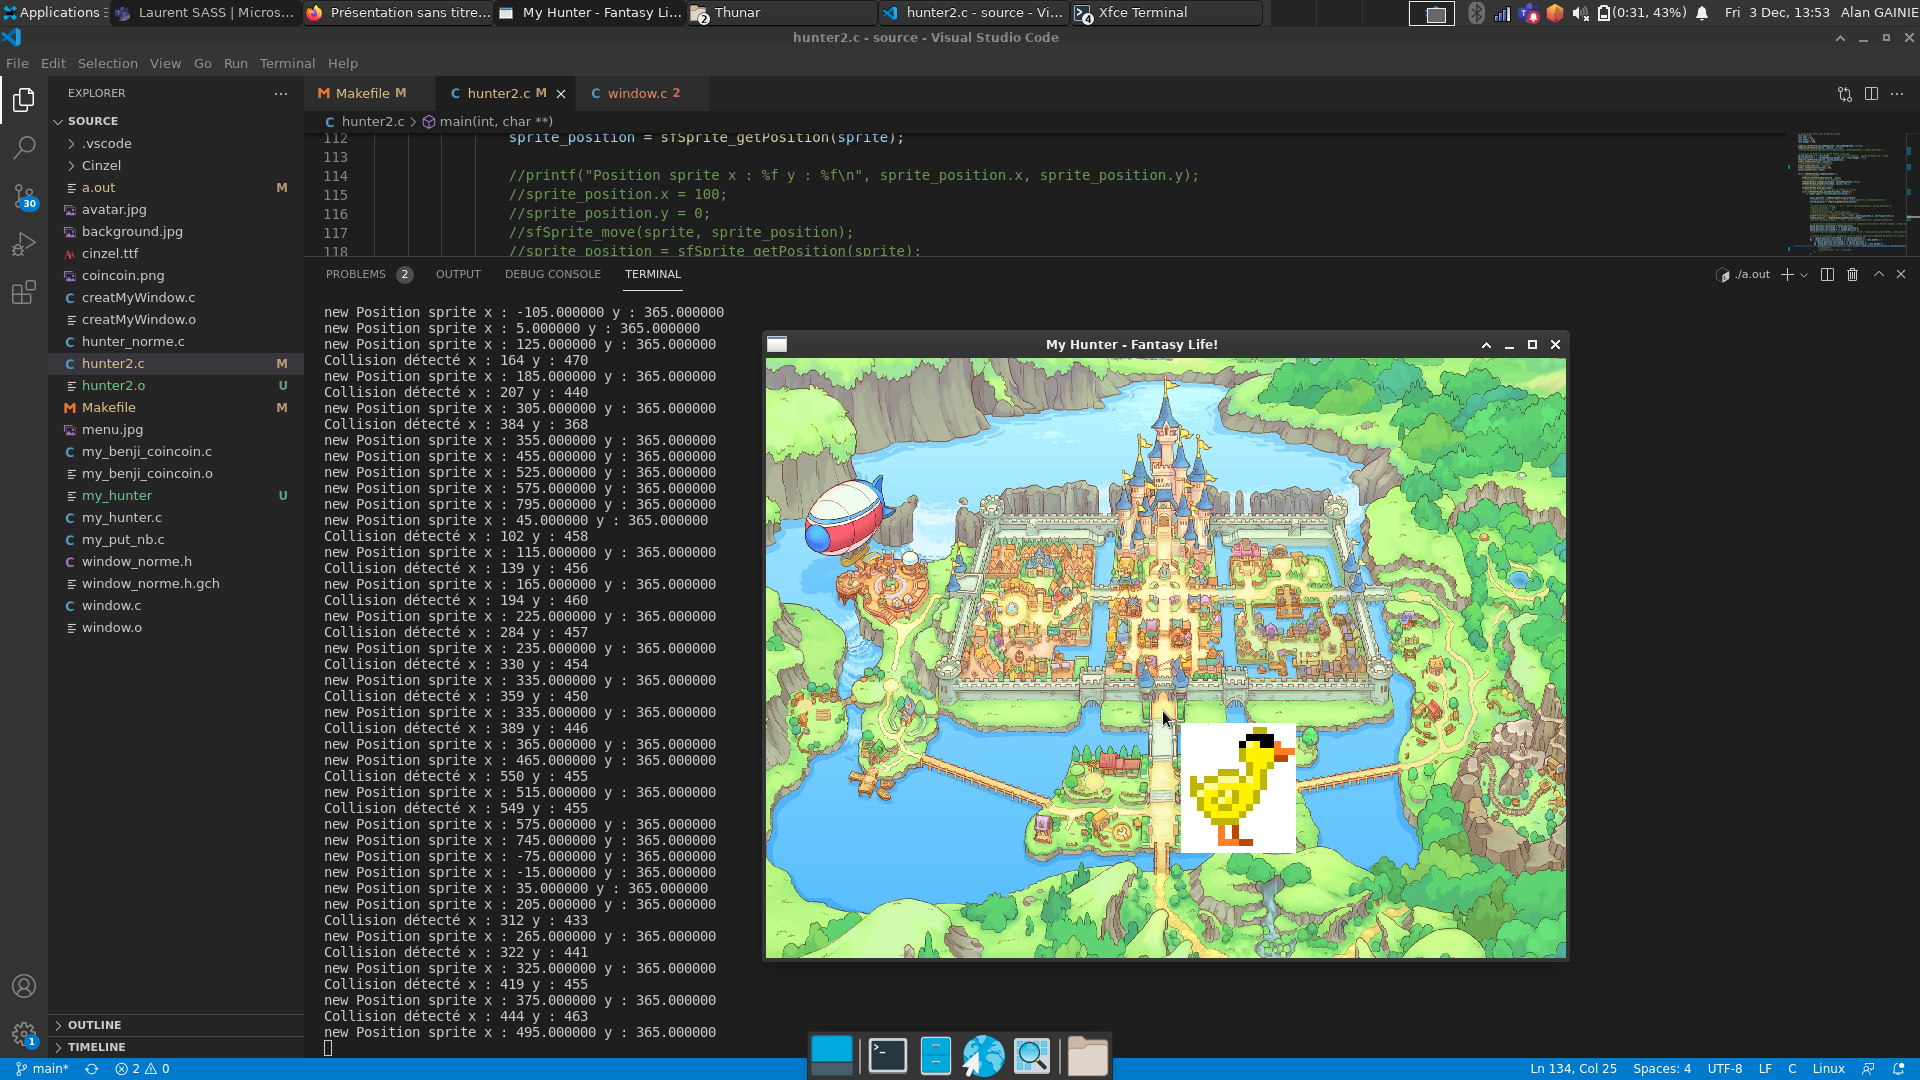 Applications
Laurent SASS | Micros...
Présentation sans titre...
My Hunter - Fantasy Li...
2
Thunar
hunter2.c - source - Vi...
4
Xfce Terminal
(0:31, 43%)
Fri 3 Dec, 13:53
Alan GAINIE
hunter2.c - source - Visual Studio Code
File Edit Selection View Go Run Terminal Help
EXPLORER
Makefile M
hunter2.c M
window.c 2
SOURCE
hunter2.c > main(int, char **)
.vscode
Cinzel
a.out M
avatar.jpg
background.jpg
cinzel.ttf
coincoin.png
creatMyWindow.c
creatMyWindow.o
hunter_norme.c
hunter2.c M
hunter2.o U
Makefile M
menu.jpg
my_benji_coincoin.c
my_benji_coincoin.o
my_hunter U
my_hunter.c
my_put_nb.c
window_norme.h
window_norme.h.gch
window.c
window.o
OUTLINE
TIMELINE
30
1
112 sprite_position = sfSprite_getPosition(sprite);
113
114 //printf("Position sprite x : %f y : %f\n", sprite_position.x, sprite_position.y);
115 //sprite_position.x = 100;
116 //sprite_position.y = 0;
117 //sfSprite_move(sprite, sprite_position);
118 //sprite_position = sfSprite_getPosition(sprite);
PROBLEMS 2 OUTPUT DEBUG CONSOLE TERMINAL
./a.out
new Position sprite x : -105.000000 y : 365.000000
new Position sprite x : 5.000000 y : 365.000000
new Position sprite x : 125.000000 y : 365.000000
Collision détecté x : 164 y : 470
new Position sprite x : 185.000000 y : 365.000000
Collision détecté x : 207 y : 440
new Position sprite x : 305.000000 y : 365.000000
Collision détecté x : 384 y : 368
new Position sprite x : 355.000000 y : 365.000000
new Position sprite x : 455.000000 y : 365.000000
new Position sprite x : 525.000000 y : 365.000000
new Position sprite x : 575.000000 y : 365.000000
new Position sprite x : 795.000000 y : 365.000000
new Position sprite x : 45.000000 y : 365.000000
Collision détecté x : 102 y : 458
new Position sprite x : 115.000000 y : 365.000000
Collision détecté x : 139 y : 456
new Position sprite x : 165.000000 y : 365.000000
Collision détecté x : 194 y : 460
new Position sprite x : 225.000000 y : 365.000000
Collision détecté x : 284 y : 457
new Position sprite x : 235.000000 y : 365.000000
Collision détecté x : 330 y : 454
new Position sprite x : 335.000000 y : 365.000000
Collision détecté x : 359 y : 450
new Position sprite x : 335.000000 y : 365.000000
Collision détecté x : 389 y : 446
new Position sprite x : 365.000000 y : 365.000000
new Position sprite x : 465.000000 y : 365.000000
Collision détecté x : 550 y : 455
new Position sprite x : 515.000000 y : 365.000000
Collision détecté x : 549 y : 455
new Position sprite x : 575.000000 y : 365.000000
new Position sprite x : 745.000000 y : 365.000000
new Position sprite x : -75.000000 y : 365.000000
new Position sprite x : -15.000000 y : 365.000000
new Position sprite x : 35.000000 y : 365.000000
new Position sprite x : 205.000000 y : 365.000000
Collision détecté x : 312 y : 433
new Position sprite x : 265.000000 y : 365.000000
Collision détecté x : 322 y : 441
new Position sprite x : 325.000000 y : 365.000000
Collision détecté x : 419 y : 455
new Position sprite x : 375.000000 y : 365.000000
Collision détecté x : 444 y : 463
new Position sprite x : 495.000000 y : 365.000000
My Hunter - Fantasy Life!
main*
2 0
Ln 134, Col 25
Spaces: 4
UTF-8
LF
C
Linux